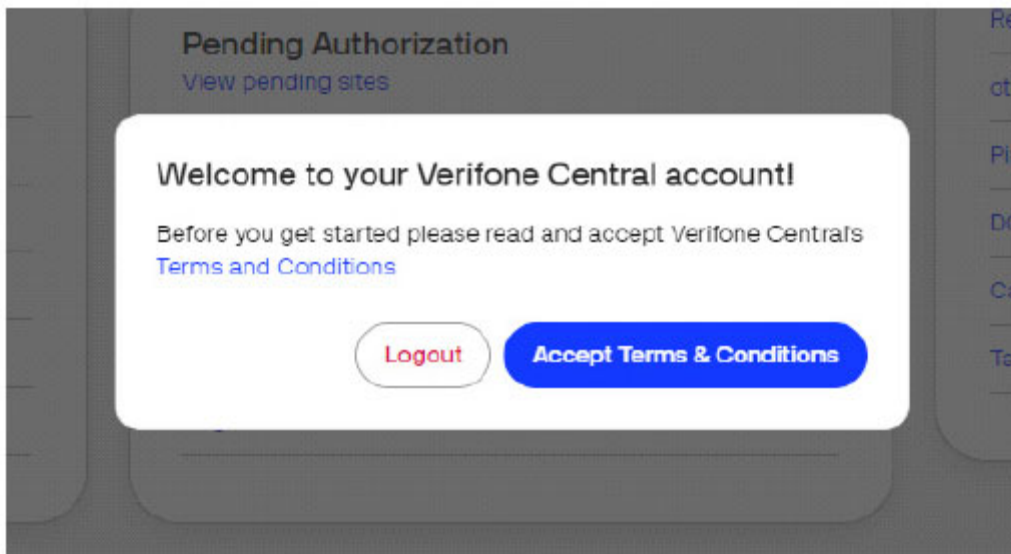 Pending Authorization
View pending sites
Welcome to your Verifone Central account!
Before you get started please read and accept Verifone Central's
Terms and Conditions
Logout
Accept Terms & Conditions